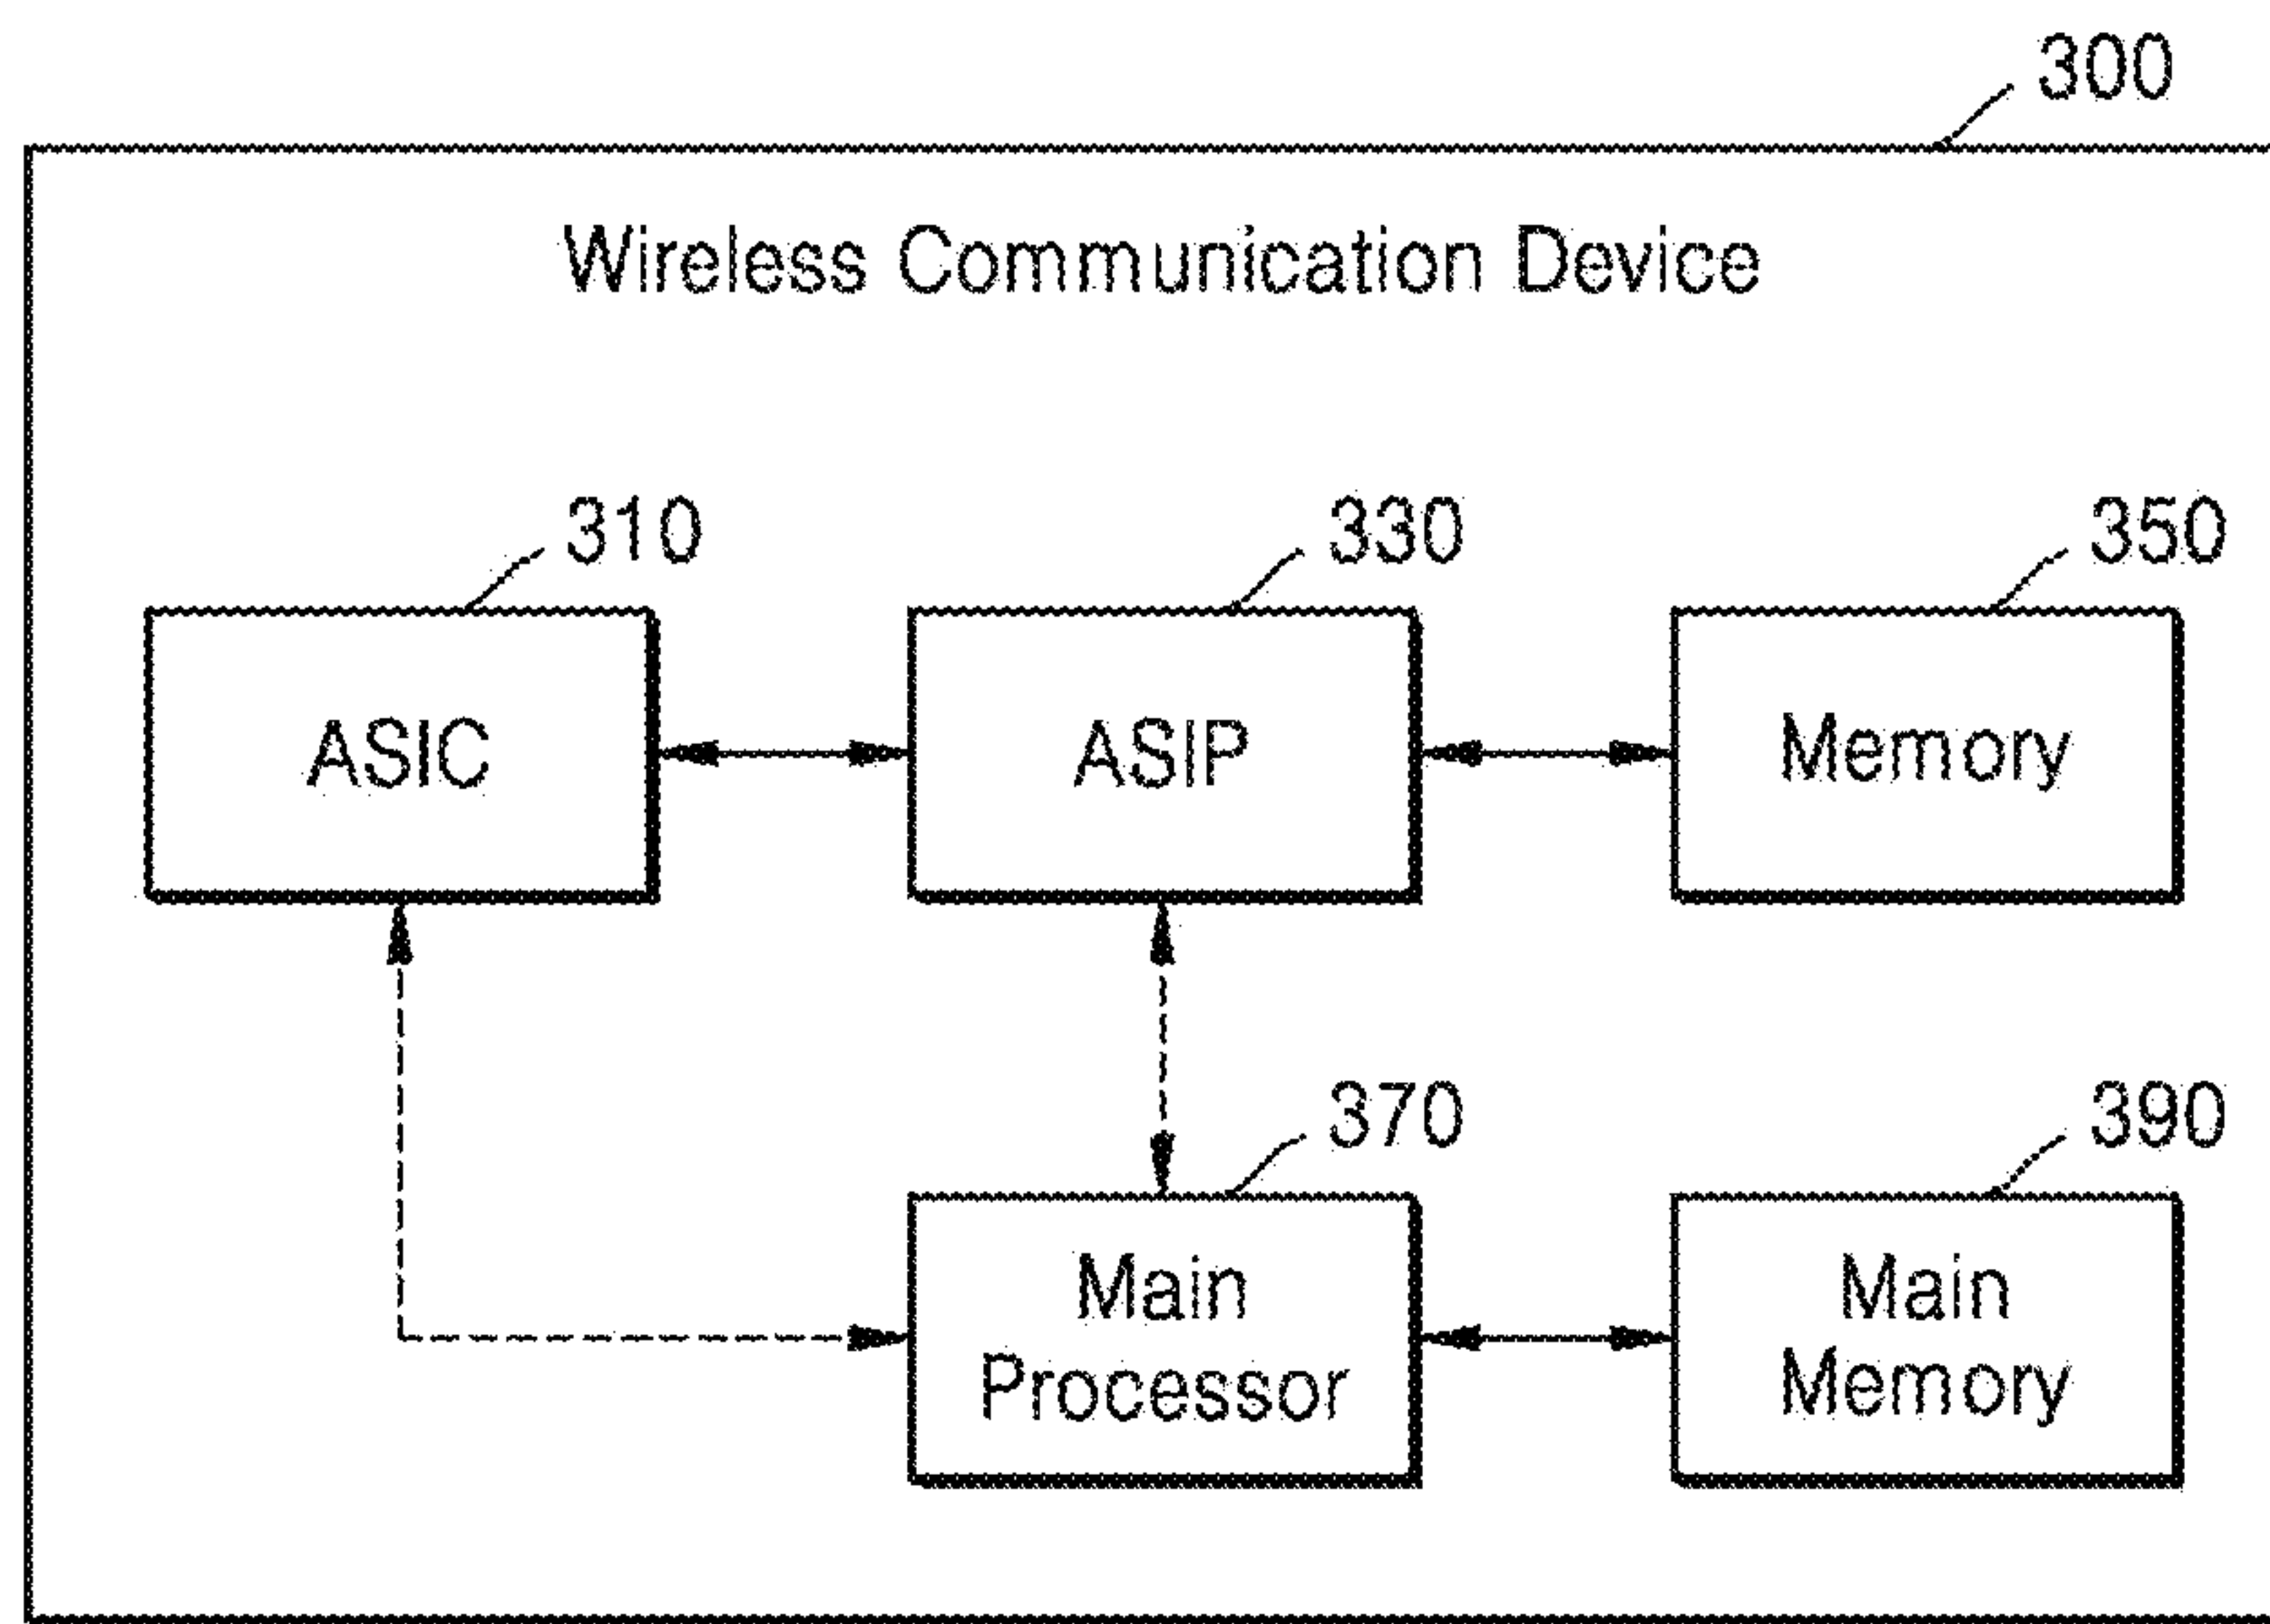 300
Wireless Communication Device
310
330
350
ASIC
ASIP
Memory
370
390
Main
Processor
Main
Memory